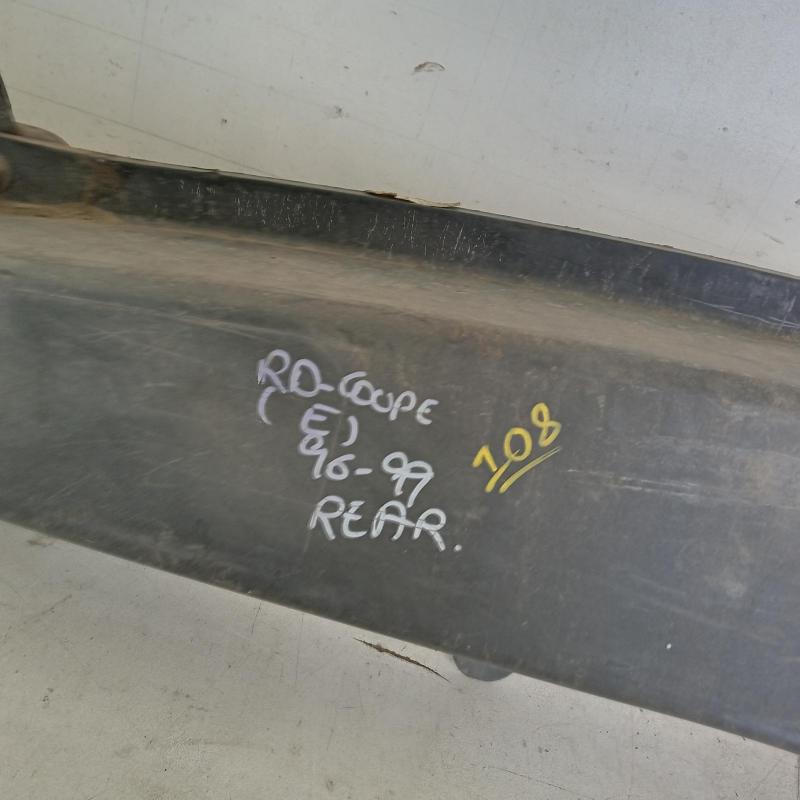 RD-COUPE
(E)
96-99
REAR.
108